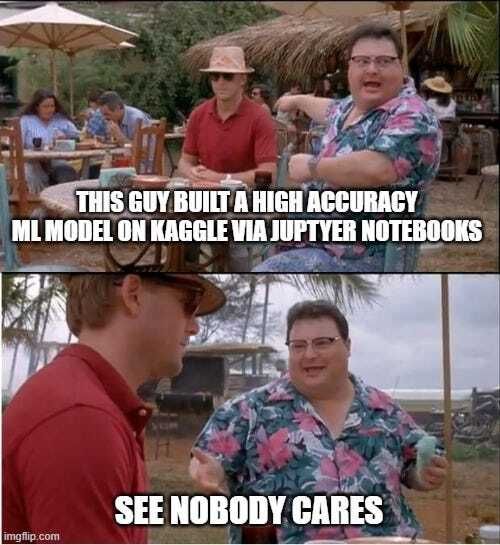 THIS GUY BUILT A HIGH ACCURACY
ML MODEL ON KAGGLE VIA JUPTYER NOTEBOOKS
SEE NOBODY CARES
imgflip.com